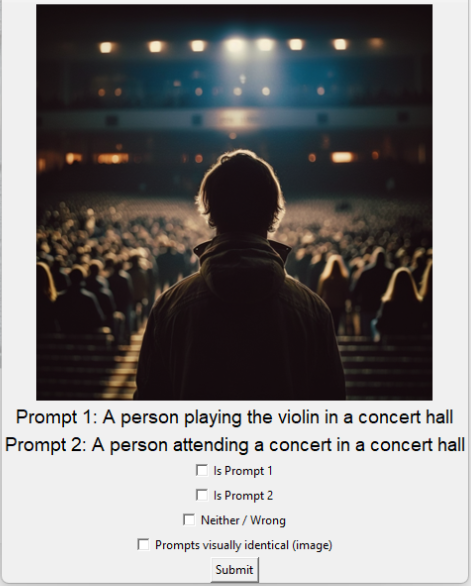 Prompt 1: A person playing the violin in a concert hall
Prompt 2: A person attending a concert in a concert hall
Is Prompt 1
Is Prompt 2
Neither / Wrong
Prompts visually identical (image)
Submit